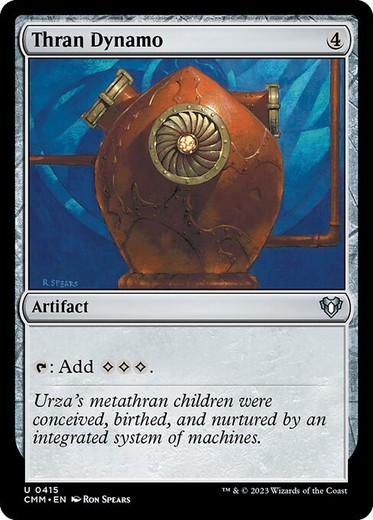 Thran Dynamo 4
R. SPEARS
Artifact
: Add .
Urza's metathran children were
conceived, birthed, and nurtured by an
integrated system of machines.
U 0415
CMM • EN Ron Spears
™ & © 2023 Wizards of the Coast